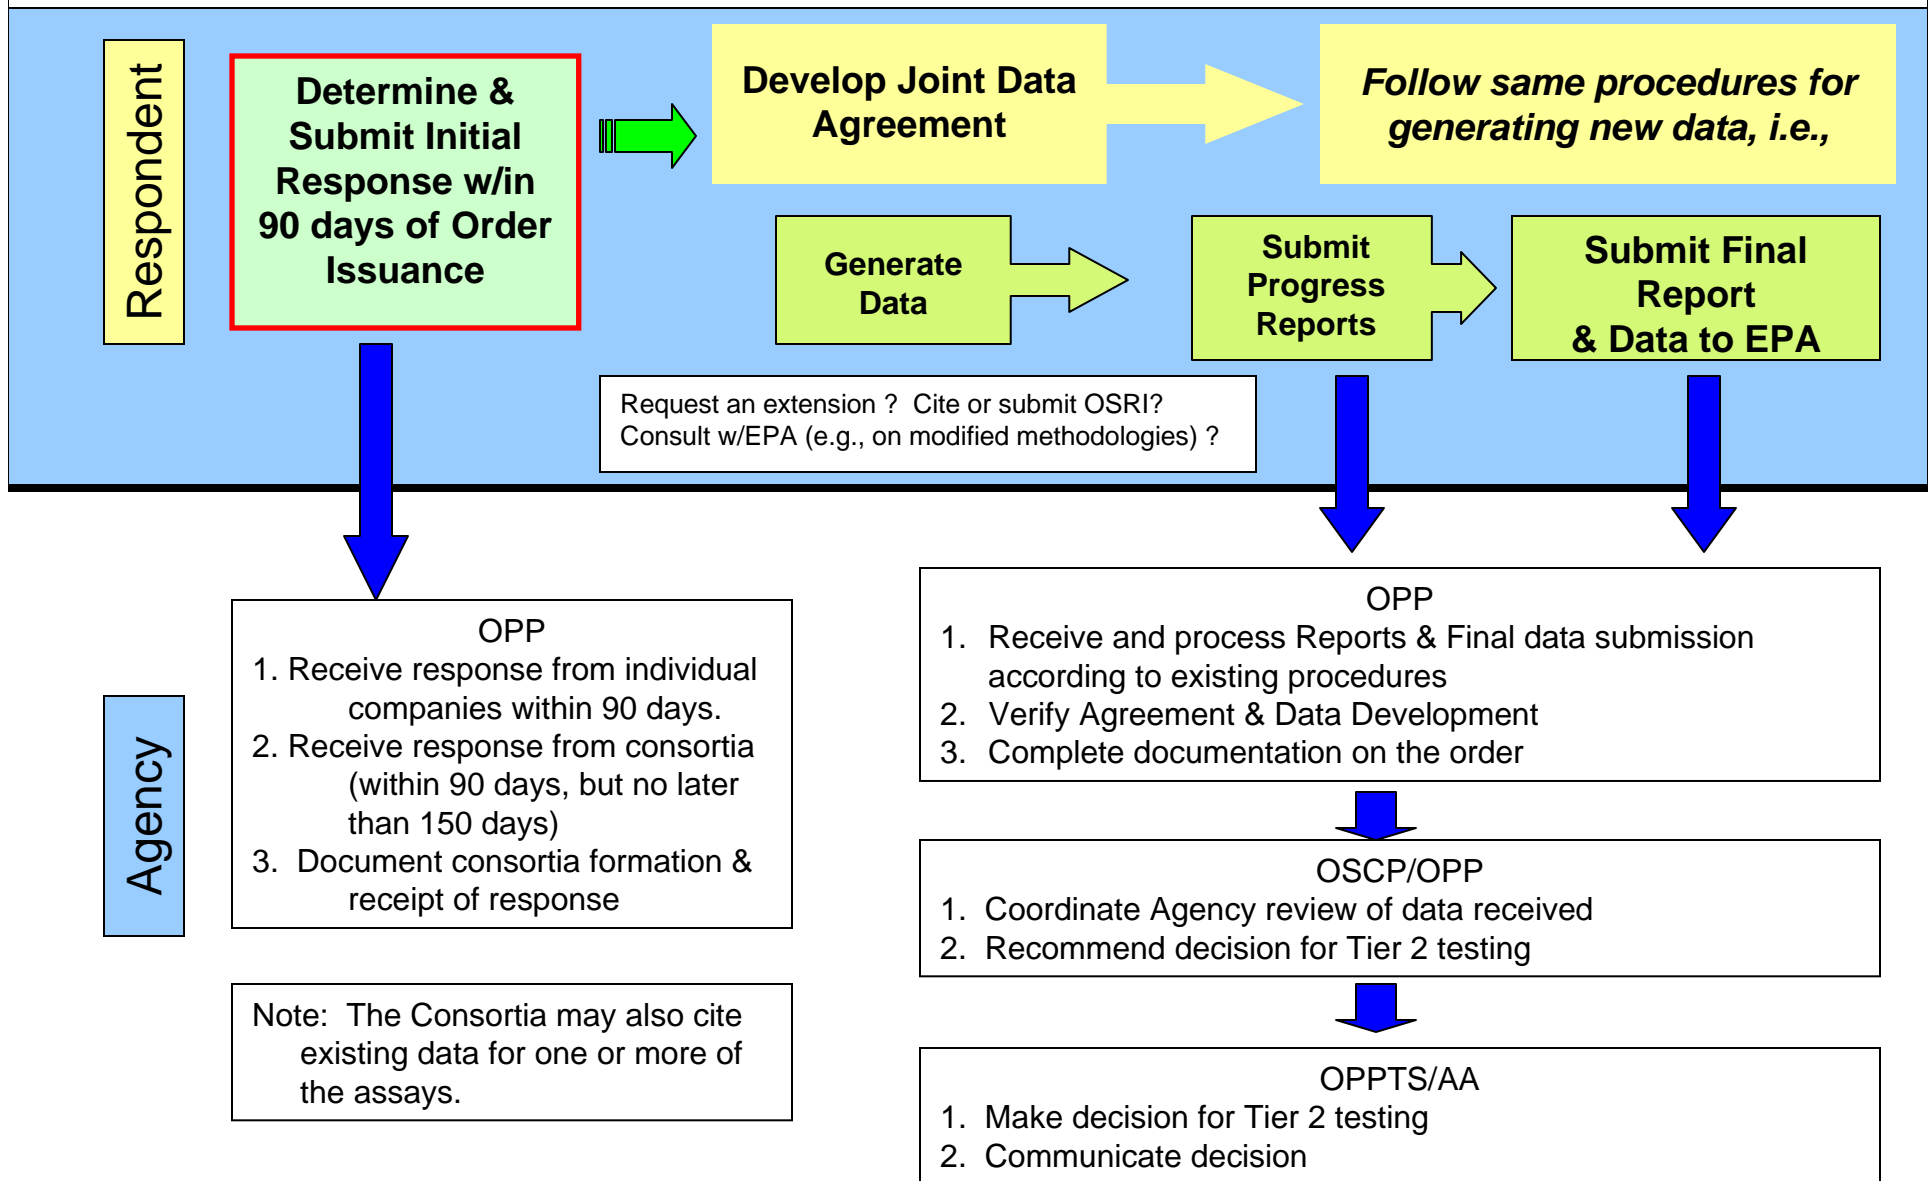 Respondent
Determine &
Submit Initial
Response w/in
90 days of Order
Issuance
Develop Joint Data
Agreement
Follow same procedures for
generating new data, i.e.,
Generate
Data
Submit
Progress
Reports
Submit Final
Report
& Data to EPA
Request an extension ? Cite or submit OSRI?
Consult w/EPA (e.g., on modified methodologies) ?
Agency
OPP
1. Receive response from individual
companies within 90 days.
2. Receive response from consortia
(within 90 days, but no later
than 150 days)
3. Document consortia formation &
receipt of response
Note: The Consortia may also cite
existing data for one or more of
the assays.
OPP
1. Receive and process Reports & Final data submission
according to existing procedures
2. Verify Agreement & Data Development
3. Complete documentation on the order
OSCP/OPP
1. Coordinate Agency review of data received
2. Recommend decision for Tier 2 testing
OPPTS/AA
1. Make decision for Tier 2 testing
2. Communicate decision